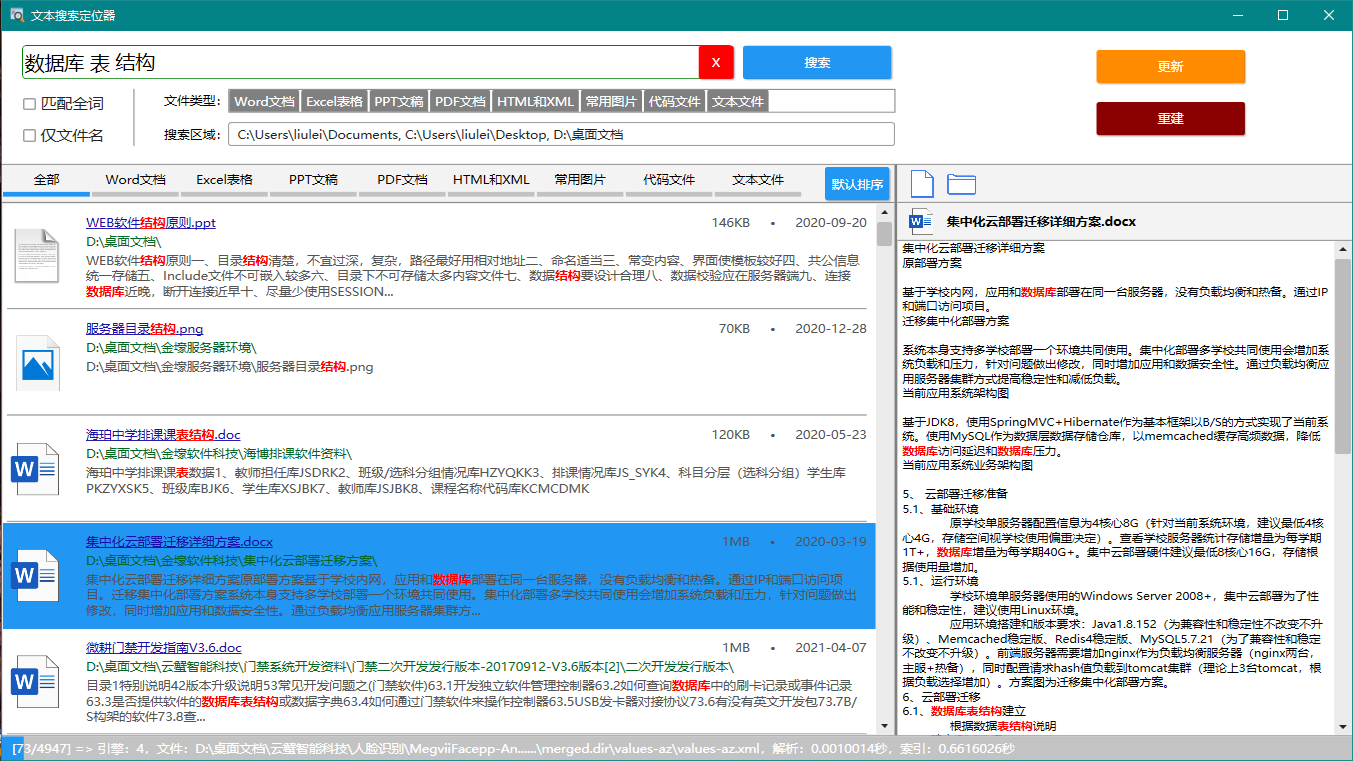 文本搜索定位器
数据库 表 结构
X
搜索
更新
匹配全词
文件类型：
Word文档 Excel表格 PPT文稿 PDF文档 HTML和XML 常用图片 代码文件 文本文件
重建
仅文件名
搜索区域：
C:\Users\liulei\Documents, C:\Users\liulei\Desktop, D:\桌面文档
全部 Word文档 Excel表格 PPT文稿 PDF文档 HTML和XML 常用图片 代码文件 文本文件
默认排序
WEB软件结构原则.ppt 146KB • 2020-09-20
D:\桌面文档\
WEB软件结构原则一、目录结构清楚，不宜过深，复杂，路径最好用相对地址二、命名适当三、常变内容、界面使模板较好四、共公信息
统一存储五、Include文件不可嵌入较多六、目录下不可存储太多内容文件七、数据结构要设计合理八、数据校验应在服务器端九、连接
数据库近晚，断开连接近早十、尽量少使用SESSION...
服务器目录结构.png 70KB • 2020-12-28
D:\桌面文档\金壕服务器环境\
D:\桌面文档\金壕服务器环境\服务器目录结构.png
海珀中学排课课表结构.doc 120KB • 2020-05-23
D:\桌面文档\金壕软件科技\海博排课软件资料\
海珀中学排课课表数据1、教师担任库JSDRK2、班级/选科分组情况库HZYQKK3、排课情况库JS_SYK4、科目分层（选科分组）学生库
PKZYXSK5、班级库BJK6、学生库XSJBK7、教师库JSJBK8、课程名称代码库KCMCDMK
集中化云部署迁移详细方案.docx 1MB • 2020-03-19
D:\桌面文档\金壕软件科技\集中化云部署迁移方案\
集中化云部署迁移详细方案原部署方案基于学校内网，应用和数据库部署在同一台服务器，没有负载均衡和热备。通过IP和端口访问项
目。迁移集中化部署方案系统本身支持多学校部署一个环境共同使用。集中化部署多学校共同使用会增加系统负载和压力，针对问题做出
修改，同时增加应用和数据安全性。通过负载均衡应用服务器集群方...
微耕门禁开发指南V3.6.doc 1MB • 2021-04-07
D:\桌面文档\云蟹智能科技\门禁系统开发资料\门禁二次开发发行版本-20170912-V3.6版本[2]\二次开发发行版本\
目录1特别说明42版本升级说明53常见开发问题之(门禁软件)63.1开发独立软件管理控制器63.2如何查询数据库中的刷卡记录或事件记录
63.3是否提供软件的数据库表结构或数据字典63.4如何通过门禁软件来操作控制器63.5USB发卡器对接协议73.6有没有英文开发包73.7B/
S构架的软件73.8查...
集中化云部署迁移详细方案.docx
集中化云部署迁移详细方案
原部署方案
基于学校内网，应用和数据库部署在同一台服务器，没有负载均衡和热备。通过IP
和端口访问项目。
迁移集中化部署方案
系统本身支持多学校部署一个环境共同使用。集中化部署多学校共同使用会增加系
统负载和压力，针对问题做出修改，同时增加应用和数据安全性。通过负载均衡应
用服务器集群方式提高稳定性和减低负载。
当前应用系统架构图
基于JDK8，使用SpringMVC+Hibernate作为基本框架以B/S的方式实现了当前系
统。使用MySQL作为数据层数据存储仓库，以memcached缓存高频数据，降低
数据库访问延迟和数据库压力。
当前应用系统业务架构图
5、 云部署迁移准备
5.1、基础环境
原学校单服务器配置信息为4核心8G（针对当前系统环境，建议最低4核
心4G，存储空间视学校使用偏重决定）。查看学校服务器统计存储增量为每学期
1T+，数据库增量为每学期40G+。集中云部署硬件建议最低8核心16G，存储根
据使用量增加。
5.1、运行环境
学校环境单服务器使用的Windows Server 2008+，集中云部署为了性
能和稳定性，建议使用Linux环境。
应用环境搭建和版本要求：Java1.8.152（为兼容性和稳定性不改变不升
级）、Memcached稳定版、Redis4稳定版、MySQL5.7.21（为了兼容性和稳定
不改变不升级）。前端服务器需要增加nginx作为负载均衡服务器（nginx两台，
主服+热备），同时配置请求hash值负载到tomcat集群（理论上3台tomcat，根
据负载选择增加）。方案图为迁移集中化部署方案。
6、云部署迁移
6.1、数据库表结构建立
根据数据表结构说明
[73/4947] => 引擎：4，文件：D:\桌面文档\云蟹智能科技\人脸识别\MegviiFacepp-An......\merged.dir\values-az\values-az.xml，解析：0.0010014秒，索引：0.6616026秒